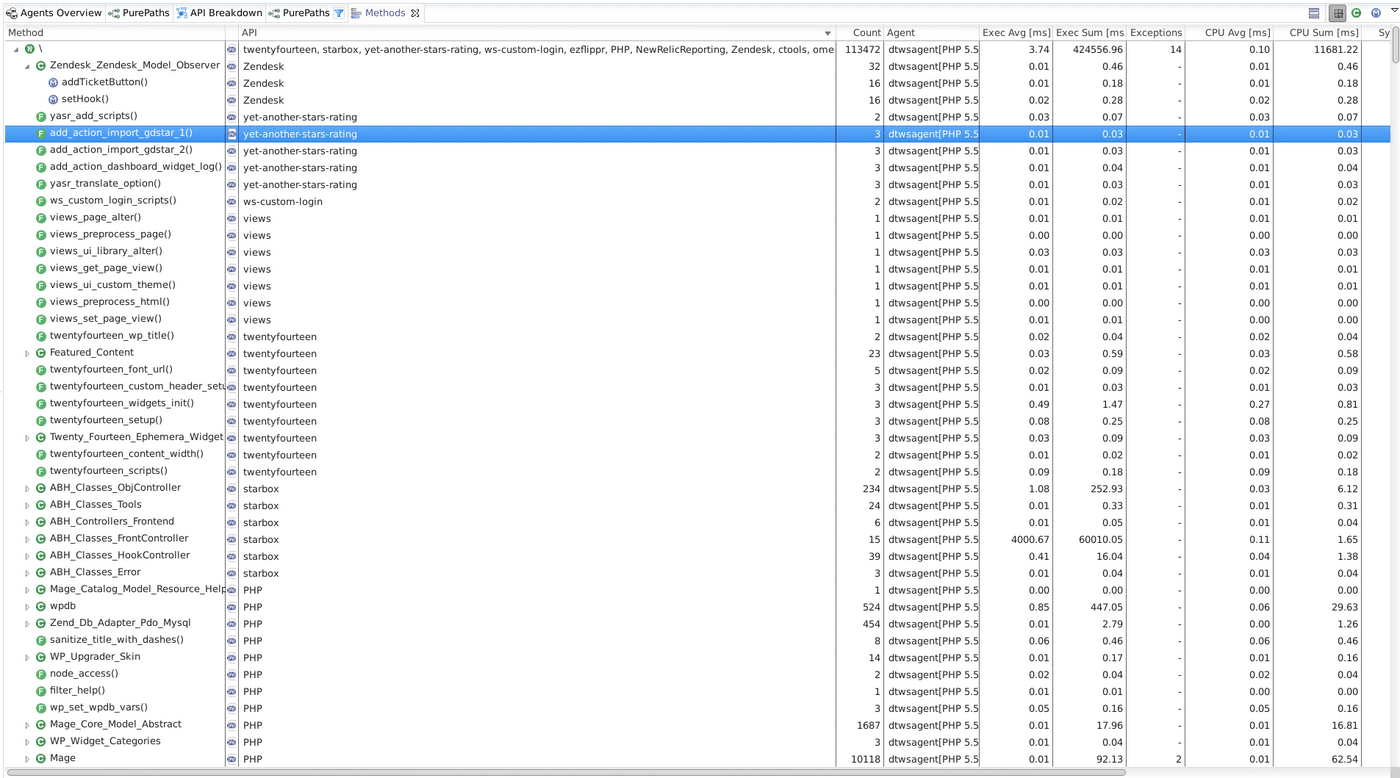 Agents Overview PurePaths API Breakdown PurePaths Methods
Method API Count Agent Exec Avg [ms] Exec Sum [ms] Exceptions CPU Avg [ms] CPU Sum [ms] Sy
\ twentyfourteen, starbox, yet-another-stars-rating, ws-custom-login, ezflippr, PHP, NewRelicReporting, Zendesk, ctools, ome 113472 dtwsagent[PHP 5.5 3.74 424556.96 14 0.10 11681.22
Zendesk_Zendesk_Model_Observer Zendesk 32 dtwsagent[PHP 5.5 0.01 0.46 - 0.01 0.46
addTicketButton() Zendesk 16 dtwsagent[PHP 5.5 0.01 0.18 - 0.01 0.18
setHook() Zendesk 16 dtwsagent[PHP 5.5 0.02 0.28 - 0.02 0.28
yasr_add_scripts() yet-another-stars-rating 2 dtwsagent[PHP 5.5 0.03 0.07 - 0.03 0.07
add_action_import_gdstar_1() yet-another-stars-rating 3 dtwsagent[PHP 5.5 0.01 0.03 - 0.01 0.03
add_action_import_gdstar_2() yet-another-stars-rating 3 dtwsagent[PHP 5.5 0.01 0.03 - 0.01 0.03
add_action_dashboard_widget_log() yet-another-stars-rating 3 dtwsagent[PHP 5.5 0.01 0.04 - 0.01 0.04
yasr_translate_option() yet-another-stars-rating 3 dtwsagent[PHP 5.5 0.01 0.03 - 0.01 0.03
ws_custom_login_scripts() ws-custom-login 2 dtwsagent[PHP 5.5 0.01 0.02 - 0.01 0.02
views_page_alter() views 1 dtwsagent[PHP 5.5 0.01 0.01 - 0.01 0.01
views_preprocess_page() views 1 dtwsagent[PHP 5.5 0.00 0.00 - 0.00 0.00
views_ui_library_alter() views 1 dtwsagent[PHP 5.5 0.03 0.03 - 0.03 0.03
views_get_page_view() views 1 dtwsagent[PHP 5.5 0.01 0.01 - 0.01 0.01
views_ui_custom_theme() views 1 dtwsagent[PHP 5.5 0.01 0.01 - 0.01 0.01
views_preprocess_html() views 1 dtwsagent[PHP 5.5 0.00 0.00 - 0.00 0.00
views_set_page_view() views 1 dtwsagent[PHP 5.5 0.01 0.01 - 0.00 0.00
twentyfourteen_wp_title() twentyfourteen 2 dtwsagent[PHP 5.5 0.02 0.04 - 0.02 0.04
Featured_Content twentyfourteen 23 dtwsagent[PHP 5.5 0.03 0.59 - 0.03 0.58
twentyfourteen_font_url() twentyfourteen 5 dtwsagent[PHP 5.5 0.02 0.09 - 0.02 0.09
twentyfourteen_custom_header_setu twentyfourteen 3 dtwsagent[PHP 5.5 0.01 0.03 - 0.01 0.03
twentyfourteen_widgets_init() twentyfourteen 3 dtwsagent[PHP 5.5 0.49 1.47 - 0.27 0.81
twentyfourteen_setup() twentyfourteen 3 dtwsagent[PHP 5.5 0.08 0.25 - 0.08 0.25
Twenty_Fourteen_Ephemera_Widget twentyfourteen 3 dtwsagent[PHP 5.5 0.03 0.09 - 0.03 0.09
twentyfourteen_content_width() twentyfourteen 2 dtwsagent[PHP 5.5 0.01 0.02 - 0.01 0.02
twentyfourteen_scripts() twentyfourteen 2 dtwsagent[PHP 5.5 0.09 0.18 - 0.09 0.18
ABH_Classes_ObjController starbox 234 dtwsagent[PHP 5.5 1.08 252.93 - 0.03 6.12
ABH_Classes_Tools starbox 24 dtwsagent[PHP 5.5 0.01 0.33 - 0.01 0.31
ABH_Controllers_Frontend starbox 6 dtwsagent[PHP 5.5 0.01 0.05 - 0.01 0.04
ABH_Classes_FrontController starbox 15 dtwsagent[PHP 5.5 4000.67 60010.05 - 0.11 1.65
ABH_Classes_HookController starbox 39 dtwsagent[PHP 5.5 0.41 16.04 - 0.04 1.38
ABH_Classes_Error starbox 3 dtwsagent[PHP 5.5 0.01 0.04 - 0.01 0.04
Mage_Catalog_Model_Resource_Help PHP 1 dtwsagent[PHP 5.5 0.00 0.00 - 0.00 0.00
wpdb PHP 524 dtwsagent[PHP 5.5 0.85 447.05 - 0.06 29.63
Zend_Db_Adapter_Pdo_Mysql PHP 454 dtwsagent[PHP 5.5 0.01 2.79 - 0.00 1.26
sanitize_title_with_dashes() PHP 8 dtwsagent[PHP 5.5 0.06 0.46 - 0.06 0.46
WP_Upgrader_Skin PHP 14 dtwsagent[PHP 5.5 0.01 0.17 - 0.01 0.16
node_access() PHP 2 dtwsagent[PHP 5.5 0.02 0.04 - 0.02 0.04
filter_help() PHP 1 dtwsagent[PHP 5.5 0.01 0.01 - 0.00 0.00
wp_set_wpdb_vars() PHP 3 dtwsagent[PHP 5.5 0.05 0.16 - 0.05 0.16
Mage_Core_Model_Abstract PHP 1687 dtwsagent[PHP 5.5 0.01 17.96 - 0.01 16.81
WP_Widget_Categories PHP 3 dtwsagent[PHP 5.5 0.01 0.04 - 0.01 0.04
Mage PHP 10118 dtwsagent[PHP 5.5 0.01 92.13 2 0.01 62.54